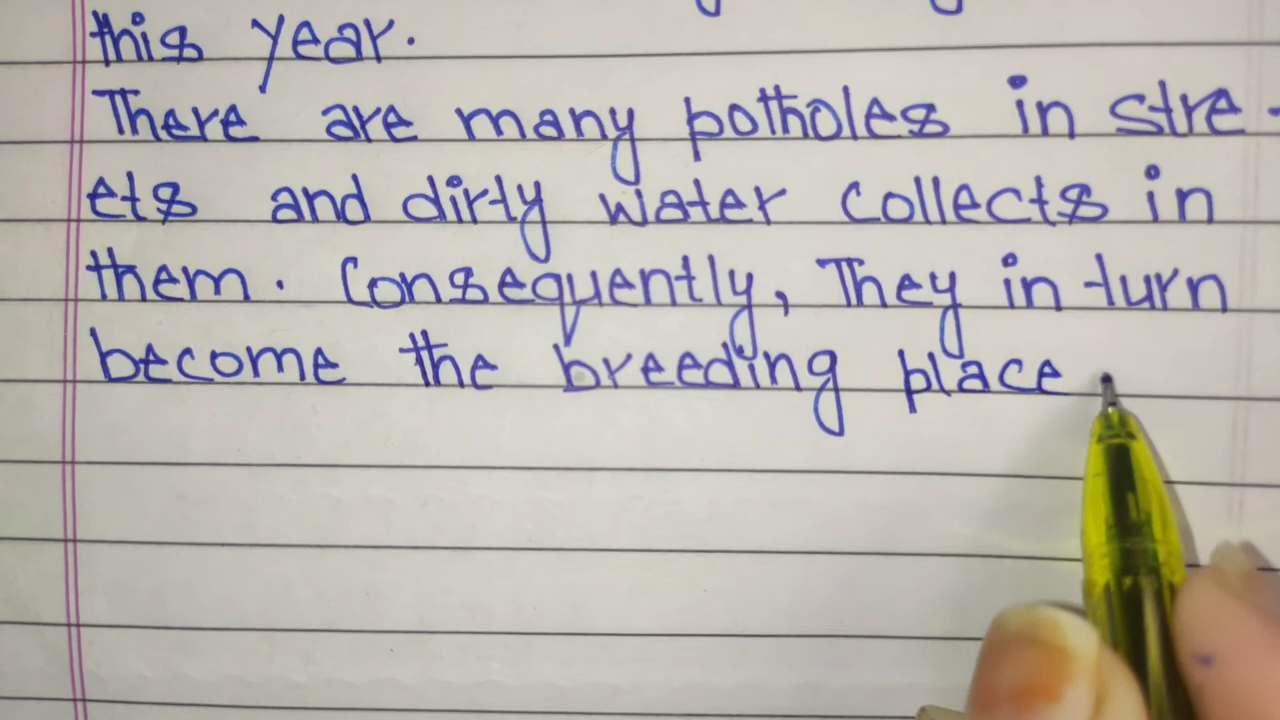 this year.
There are many potholes in stre-
ets and dirty water collects in
them. Consequently, They in turn
become the breeding place